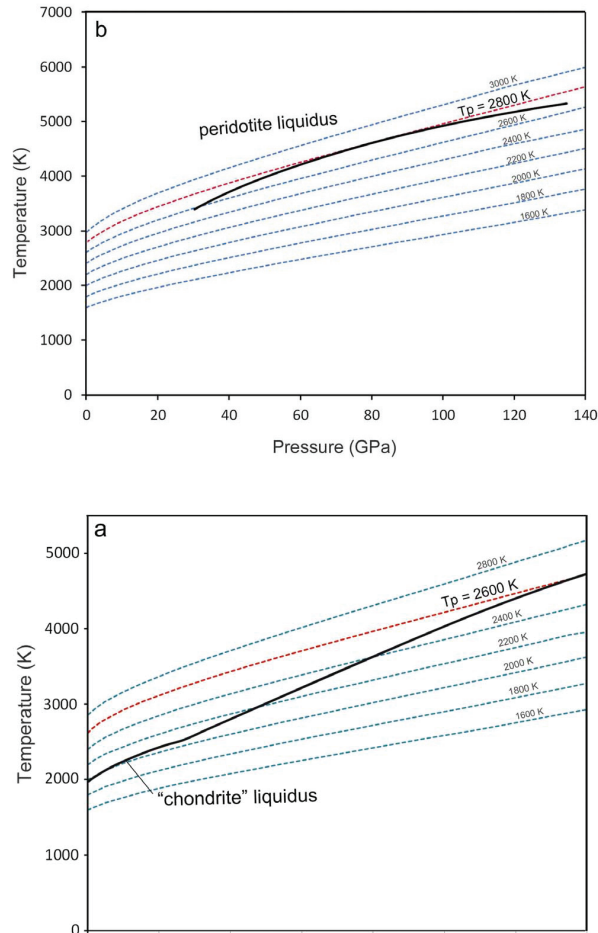 b
7000
6000
5000
4000
3000
2000
1000
0
Temperature (K)
peridotite liquidus
3000 K
Tp = 2800 K
2600 K
2400 K
2200 K
2000 K
1800 K
1600 K
0 20 40 60 80 100 120 140
Pressure (GPa)
a
5000
4000
3000
2000
1000
0
Temperature (K)
2800 K
Tp = 2600 K
2400 K
2200 K
2000 K
1800 K
1600 K
“chondrite” liquidus